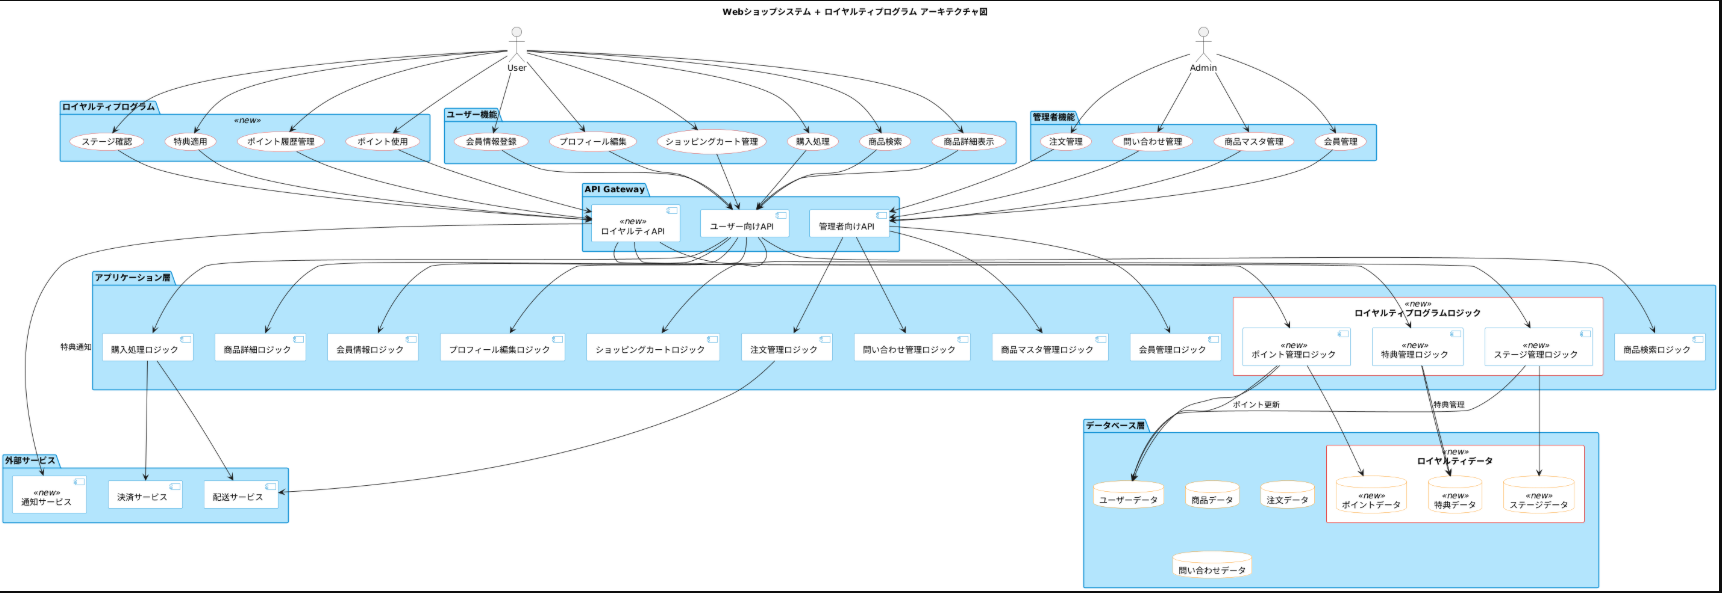 Webショップシステム + ロイヤルティプログラム アーキテクチャ図
User
Admin
ロイヤルティプログラム
«new»
ステージ確認
特典適用
ポイント履歴管理
ポイント使用
ユーザー機能
会員情報登録
プロフィール編集
ショッピングカート管理
購入処理
商品検索
商品詳細表示
管理者機能
注文管理
問い合わせ管理
商品マスタ管理
会員管理
API Gateway
«new»
ロイヤルティAPI
ユーザー向けAPI
管理者向けAPI
アプリケーション層
特典通知
購入処理ロジック
商品詳細ロジック
会員情報ロジック
プロフィール編集ロジック
ショッピングカートロジック
注文管理ロジック
問い合わせ管理ロジック
商品マスタ管理ロジック
会員管理ロジック
«new»
ロイヤルティプログラムロジック
«new»
ポイント管理ロジック
«new»
特典管理ロジック
«new»
ステージ管理ロジック
商品検索ロジック
ポイント更新
特典管理
外部サービス
«new»
通知サービス
決済サービス
配送サービス
データベース層
ユーザーデータ
商品データ
注文データ
«new»
ロイヤルティデータ
«new»
ポイントデータ
«new»
特典データ
«new»
ステージデータ
問い合わせデータ